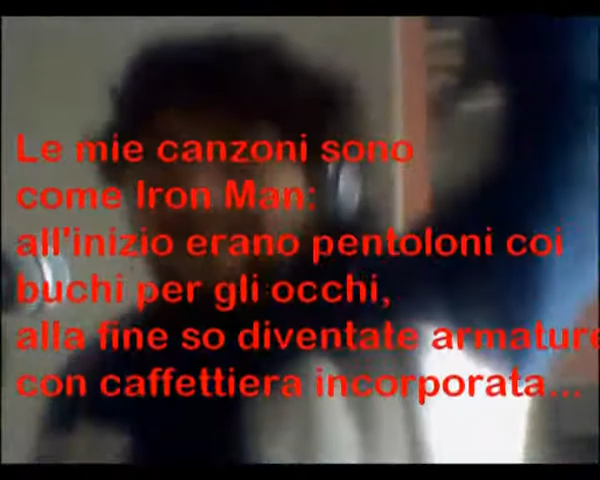 Le mie canzoni sono
come Iron Man:
all'inizio erano pentoloni coi
buchi per gli occhi,
alla fine so diventate armature
con caffettiera incorporata...